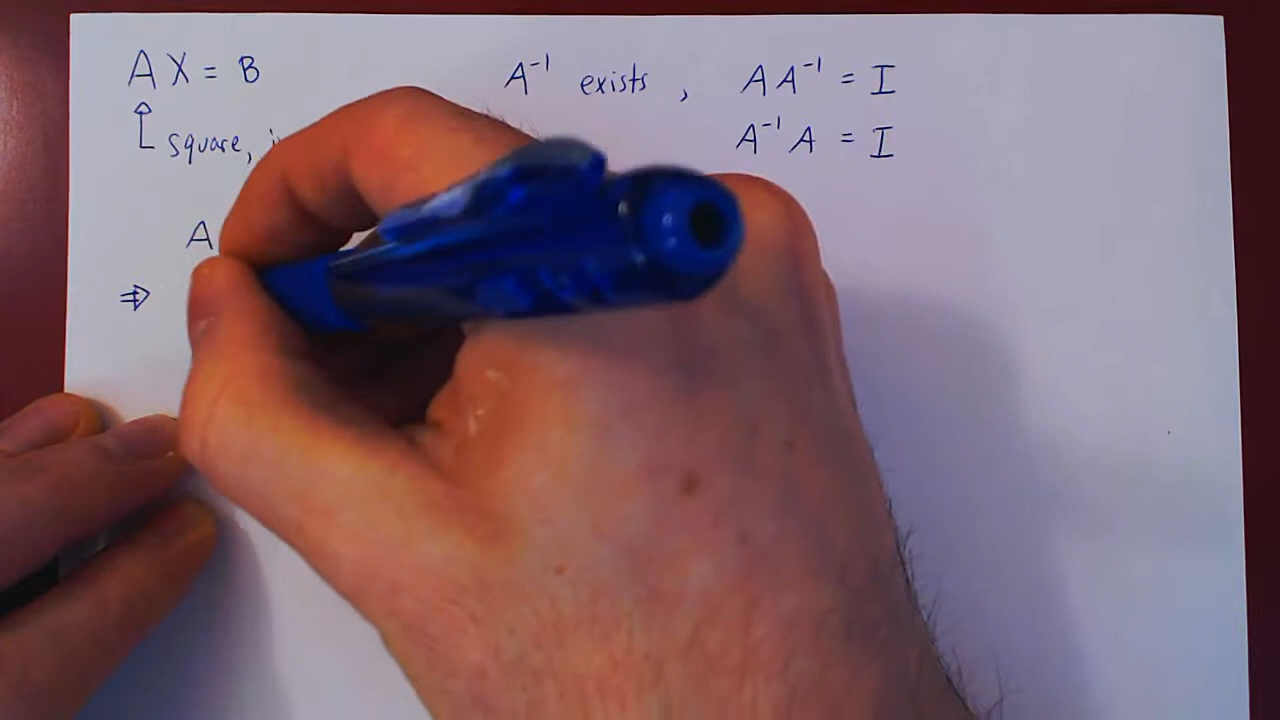 AX = B
A⁻¹ exists , AA⁻¹ = I
square,
A⁻¹A = I
A
⇒